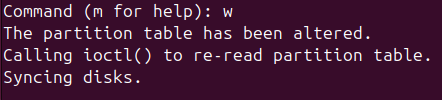 Command (m for help): w
The partition table has been altered.
Calling ioctl() to re-read partition table.
Syncing disks.